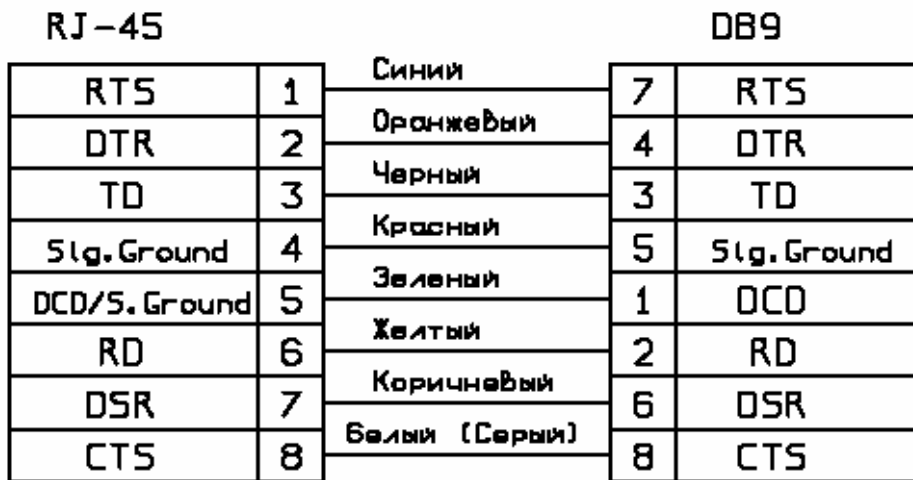 RJ-45 DB9
Синий
RTS 1 7 RTS
Оранжевый
DTR 2 4 DTR
Черный
TD 3 3 TD
Красный
Sig.Ground 4 5 Sig.Ground
Зеленый
DCD/S.Ground 5 1 DCD
Желтый
RD 6 2 RD
Коричневый
DSR 7 6 DSR
Белый (Серый)
CTS 8 8 CTS